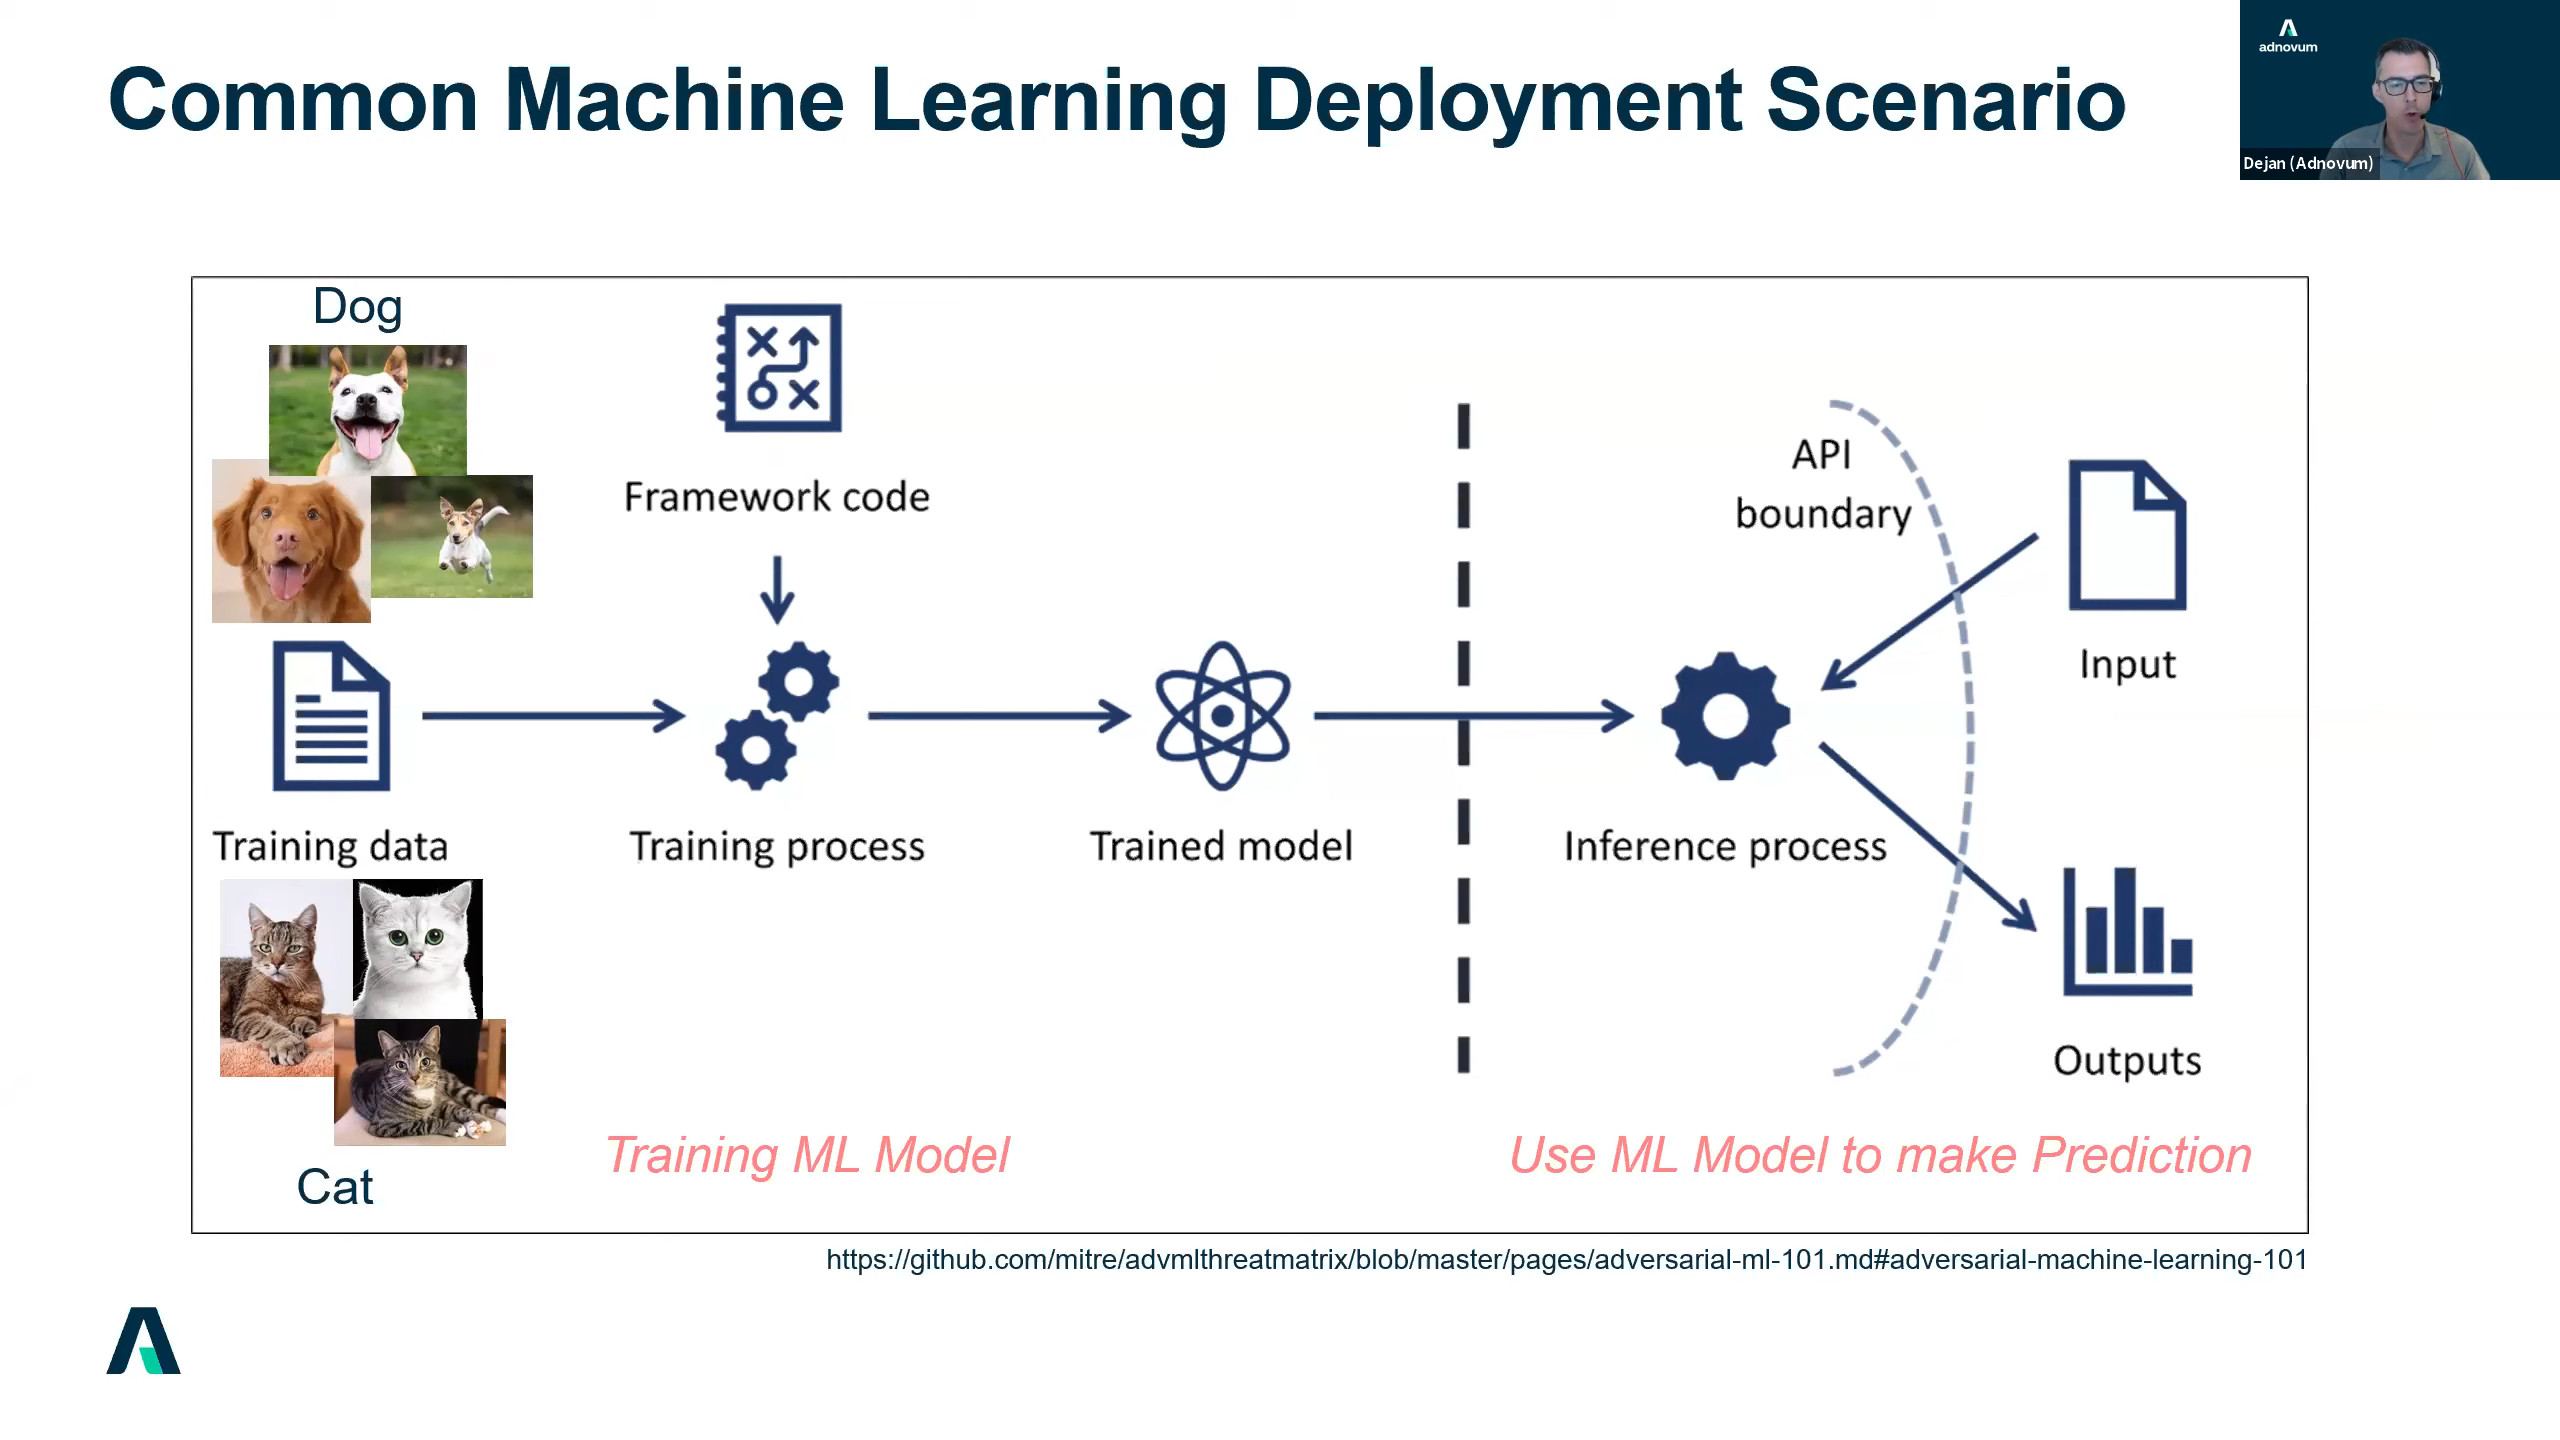 Common Machine Learning Deployment Scenario
adnovum
Dejan (Adnovum)
Dog
Framework code
API
boundary
Input
Training data
Training process
Trained model
Inference process
Outputs
Training ML Model
Use ML Model to make Prediction
Cat
https://github.com/mitre/advmlthreatmatrix/blob/master/pages/adversarial-ml-101.md#adversarial-machine-learning-101